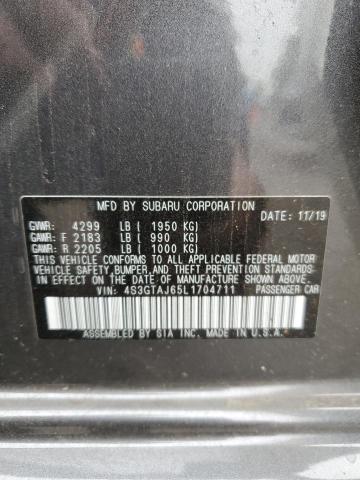 MFD BY SUBARU CORPORATION
GVWR: 4299 LB ( 1950 KG) DATE: 11/19
GAWR: F 2183 LB ( 990 KG)
GAWR: R 2205 LB ( 1000 KG)
THIS VEHICLE CONFORMS TO ALL APPLICABLE FEDERAL MOTOR
VEHICLE SAFETY, BUMPER, AND THEFT PREVENTION STANDARDS
IN EFFECT ON THE DATE OF MANUFACTURE SHOWN ABOVE.
VIN: 4S3GTAJ65L1704711 PASSENGER CAR
ASSEMBLED BY SIA INC. MADE IN U.S.A.